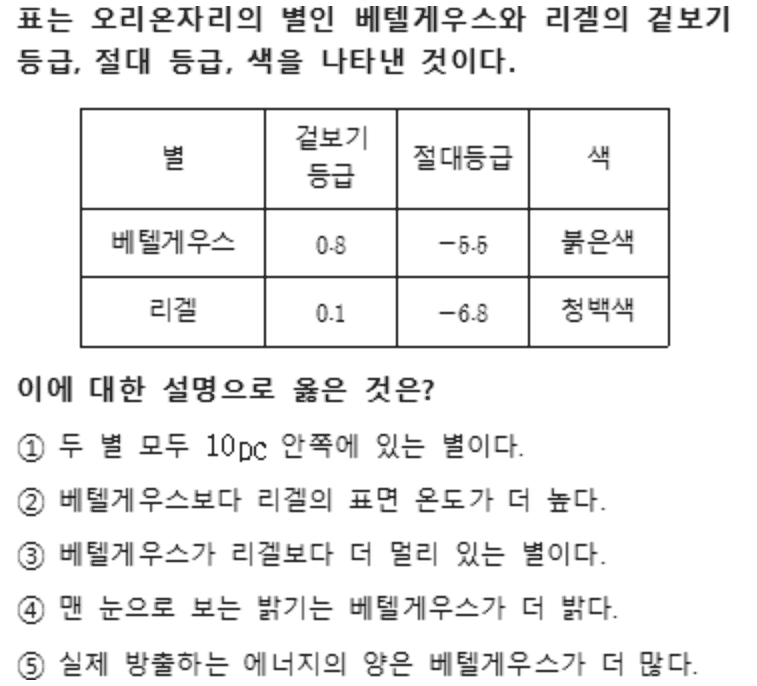 표는 오리온자리의 별인 베텔게우스와 리겔의 겉보기
등급, 절대 등급, 색을 나타낸 것이다.
별 겉보기 등급 절대등급 색
베텔게우스 0.8 -5.5 붉은색
리겔 0.1 -6.8 청백색
이에 대한 설명으로 옳은 것은?
① 두 별 모두 10pc 안쪽에 있는 별이다.
② 베텔게우스보다 리겔의 표면 온도가 더 높다.
③ 베텔게우스가 리겔보다 더 멀리 있는 별이다.
④ 맨 눈으로 보는 밝기는 베텔게우스가 더 밝다.
⑤ 실제 방출하는 에너지의 양은 베텔게우스가 더 많다.